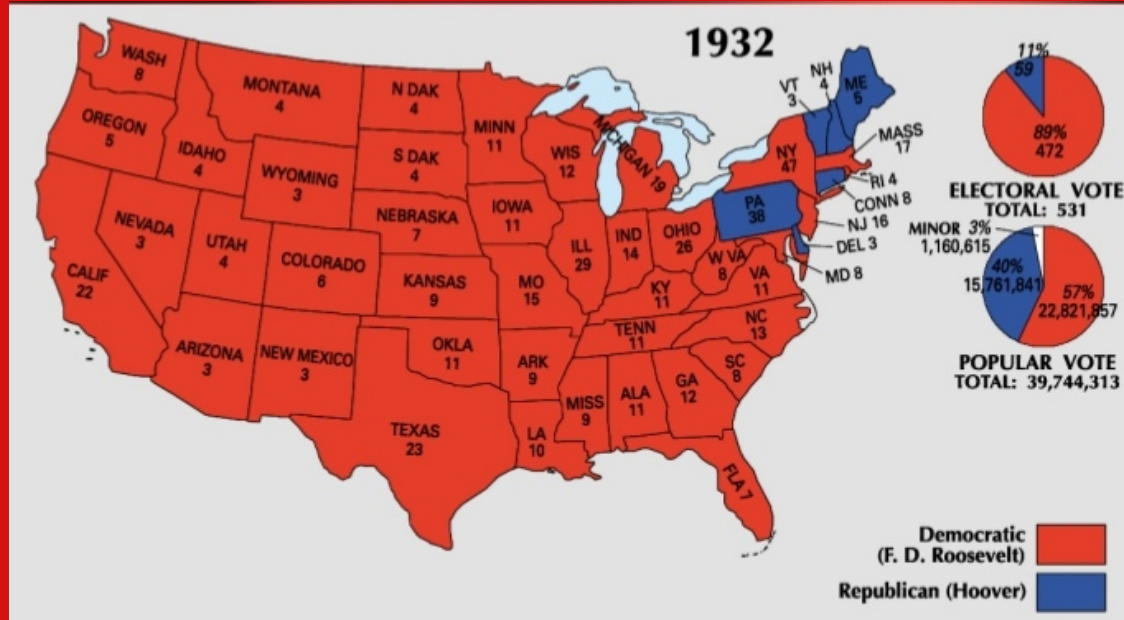 1932
WASH
8
OREGON
5
CALIF
22
NEVADA
3
IDAHO
4
MONTANA
4
WYOMING
3
UTAH
4
COLORADO
6
ARIZONA
3
NEW MEXICO
3
N DAK
4
S DAK
4
NEBRASKA
7
KANSAS
9
OKLA
11
TEXAS
23
MINN
11
IOWA
11
MO
15
ARK
9
LA
10
WIS
12
ILL
29
MICHIGAN 19
IND
14
OHIO
26
KY
11
TENN
11
MISS
9
ALA
11
GA
12
FLA 7
SC
8
NC
13
VA
11
W VA
8
PA
38
NY
47
VT
3
NH
4
ME
5
MASS
17
RI 4
CONN 8
NJ 16
DEL 3
MD 8
11%
59
89%
472
ELECTORAL VOTE
TOTAL: 531
MINOR 3%
1,160,615
40%
15,761,841
57%
22,821,857
POPULAR VOTE
TOTAL: 39,744,313
Democratic
(F. D. Roosevelt)
Republican (Hoover)